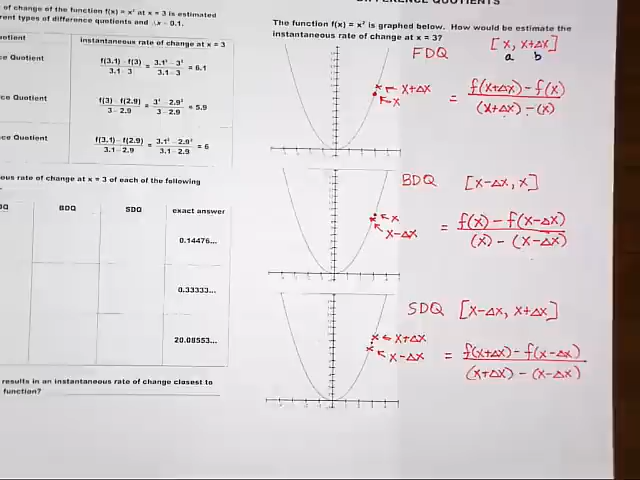 DIFFERENCE QUOTIENTS
of change of the function f(x) = x² at x = 3 is estimated
rent types of difference quotients and Δx = 0.1.
instantaneous rate of change at x = 3
ce Quotient
f(3.1) – f(3) / 3.1 – 3 = 3.1² – 3² / 3.1 – 3 = 6.1
ce Quotient
f(3) – f(2.9) / 3 – 2.9 = 3² – 2.9² / 3 – 2.9 = 5.9
ce Quotient
f(3.1) – f(2.9) / 3.1 – 2.9 = 3.1² – 2.9² / 3.1 – 2.9 = 6
ous rate of change at x = 3 of each of the following
DQ BDQ SDQ exact answer
0.14476...
0.33333...
20.08553...
results in an instantaneous rate of change closest to
function?
The function f(x) = x² is graphed below. How would be estimate the
instantaneous rate of change at x = 3?
FDQ [x, x+Δx]
a b
x+Δx
x
= f(x+Δx) – f(x) / (x+Δx) – (x)
BDQ [x–Δx, x]
x
x–Δx
= f(x) – f(x–Δx) / (x) – (x–Δx)
SDQ [x–Δx, x+Δx]
x+Δx
x–Δx
= f(x+Δx) – f(x–Δx) / (x+Δx) – (x–Δx)